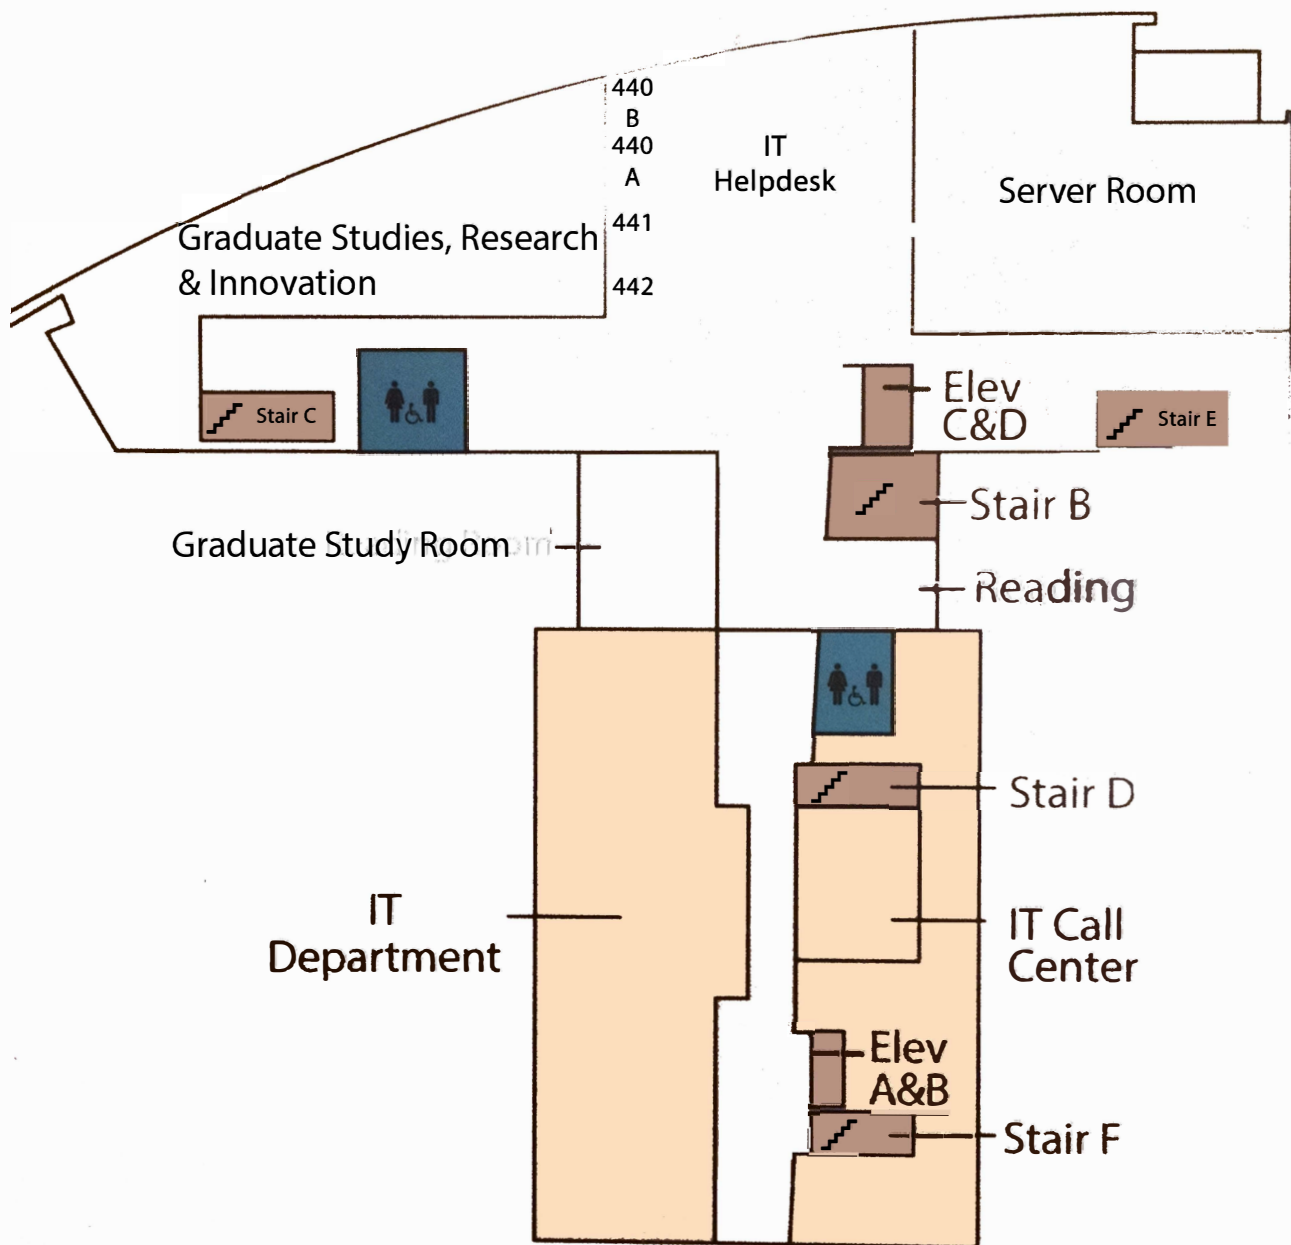 440
B
440
A
441
442
IT
Helpdesk
Server Room
Graduate Studies, Research
& Innovation
Stair C
Elev
C&D
Stair E
Stair B
Graduate Study Room
Reading
Stair D
IT
Department
IT Call
Center
Elev
A&B
Stair F